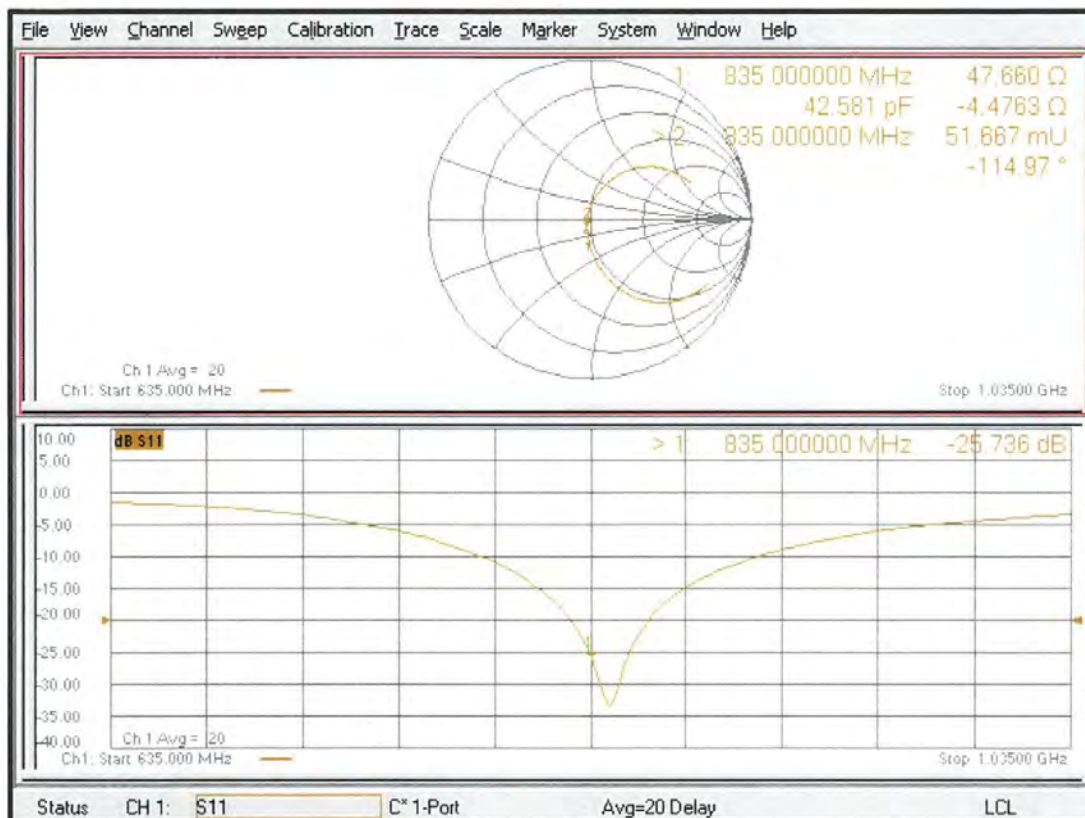 File View Channel Sweep Calibration Trace Scale Marker System Window Help
1: 835.000000 MHz 47.660 Ω
42.581 pF -4.4763 Ω
> 2: 835.000000 MHz 51.667 mU
-114.97 °
Ch 1 Avg = 20
Ch1: Start 635.000 MHz
Stop 1.03500 GHz
10.00
dB S11
> 1: 835.000000 MHz -25.736 dB
5.00
0.00
-5.00
-10.00
-15.00
-20.00
-25.00
-30.00
-35.00
-40.00
Ch 1 Avg = 20
Ch1: Start 635.000 MHz
Stop 1.03500 GHz
Status CH 1: S11 C* 1-Port Avg=20 Delay LCL